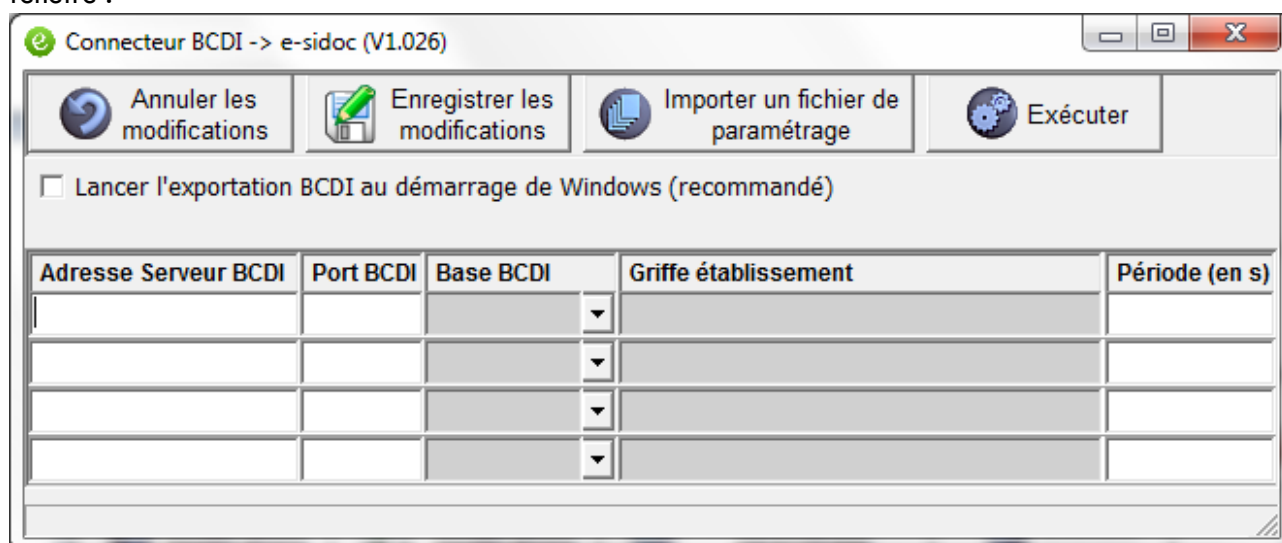 Connecteur BCDI -> e-sidoc (V1.026)
Annuler les modifications
Enregistrer les modifications
Importer un fichier de paramétrage
Exécuter
Lancer l'exportation BCDI au démarrage de Windows (recommandé)
Adresse Serveur BCDI Port BCDI Base BCDI Griffe établissement Période (en s)